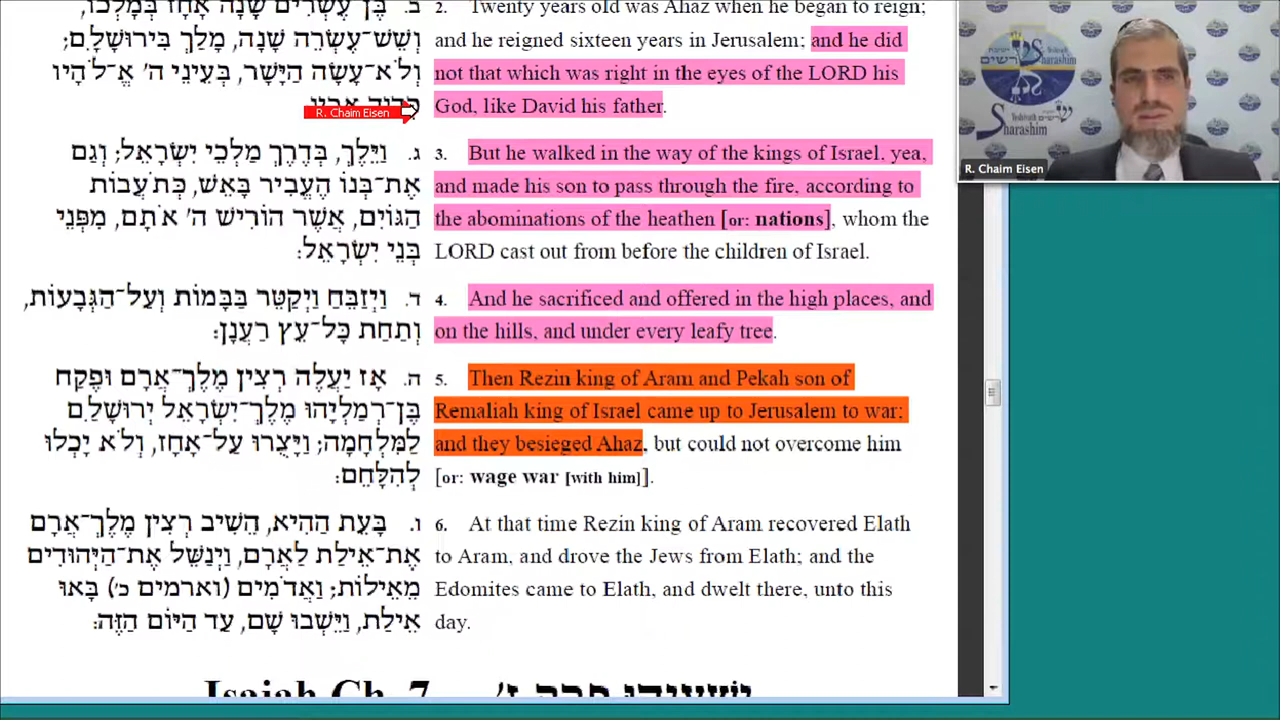 ב. בֶּן עֶשְׂרִים שָׁנָה אָחָז בְּמָלְכוֹ,
וְשֵׁשׁ־עֶשְׂרֵה שָׁנָה, מָלַךְ בִּירוּשָׁלָ͏ִם;
וְלֹא־עָשָׂה הַיָּשָׁר, בְּעֵינֵי ה׳ אֱ־לֹהָיו
כְּדָוִד אָבִיו
2. Twenty years old was Ahaz when he began to reign;
and he reigned sixteen years in Jerusalem; and he did
not that which was right in the eyes of the LORD his
God, like David his father.
R. Chaim Eisen
ג. וַיֵּלֶךְ, בְּדֶרֶךְ מַלְכֵי יִשְׂרָאֵל; וְגַם
אֶת־בְּנוֹ הֶעֱבִיר בָּאֵשׁ, כְּתֹעֲבוֹת
הַגּוֹיִם, אֲשֶׁר הוֹרִישׁ ה׳ אֹתָם, מִפְּנֵי
בְּנֵי יִשְׂרָאֵל:
3. But he walked in the way of the kings of Israel, yea,
and made his son to pass through the fire, according to
the abominations of the heathen [or: nations], whom the
LORD cast out from before the children of Israel.
ד. וַיְזַבֵּחַ וַיְקַטֵּר בַּבָּמוֹת וְעַל־הַגְּבָעוֹת,
וְתַחַת כָּל־עֵץ רַעֲנָן:
4. And he sacrificed and offered in the high places, and
on the hills, and under every leafy tree.
ה. אָז יַעֲלֶה רְצִין מֶלֶךְ־אֲרָם וּפֶקַח
בֶּן־רְמַלְיָהוּ מֶלֶךְ־יִשְׂרָאֵל יְרוּשָׁלַ͏ִם
לַמִּלְחָמָה; וַיָּצֻרוּ עַל־אָחָז, וְלֹא יָכְלוּ
לְהִלָּחֵם:
5. Then Rezin king of Aram and Pekah son of
Remaliah king of Israel came up to Jerusalem to war;
and they besieged Ahaz, but could not overcome him
[or: wage war [with him]].
ו. בָּעֵת הַהִיא, הֵשִׁיב רְצִין מֶלֶךְ־אֲרָם
אֶת־אֵילַת לַאֲרָם, וַיְנַשֵּׁל אֶת־הַיְּהוּדִים
מֵאֵילוֹת; וַאֲדֹמִים (וארמים כ׳) בָּאוּ
אֵילַת, וַיֵּשְׁבוּ שָׁם, עַד הַיּוֹם הַזֶּה:
6. At that time Rezin king of Aram recovered Elath
to Aram, and drove the Jews from Elath; and the
Edomites came to Elath, and dwelt there, unto this
day.
Isaiah Ch. 7 ישעיהו פרק ז׳
Yeshivath
Sharashim
R. Chaim Eisen